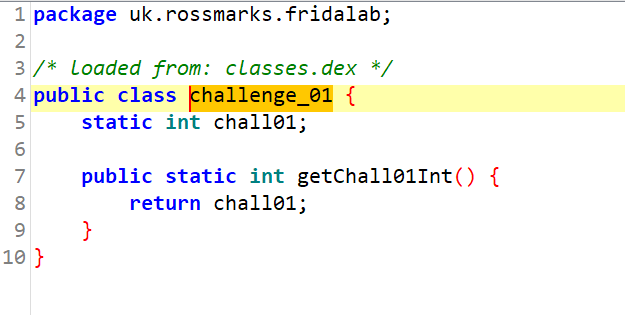 1 package uk.rossmarks.fridalab;
2
3 /* loaded from: classes.dex */
4 public class challenge_01 {
5     static int chall01;
6
7     public static int getChall01Int() {
8         return chall01;
9     }
10 }